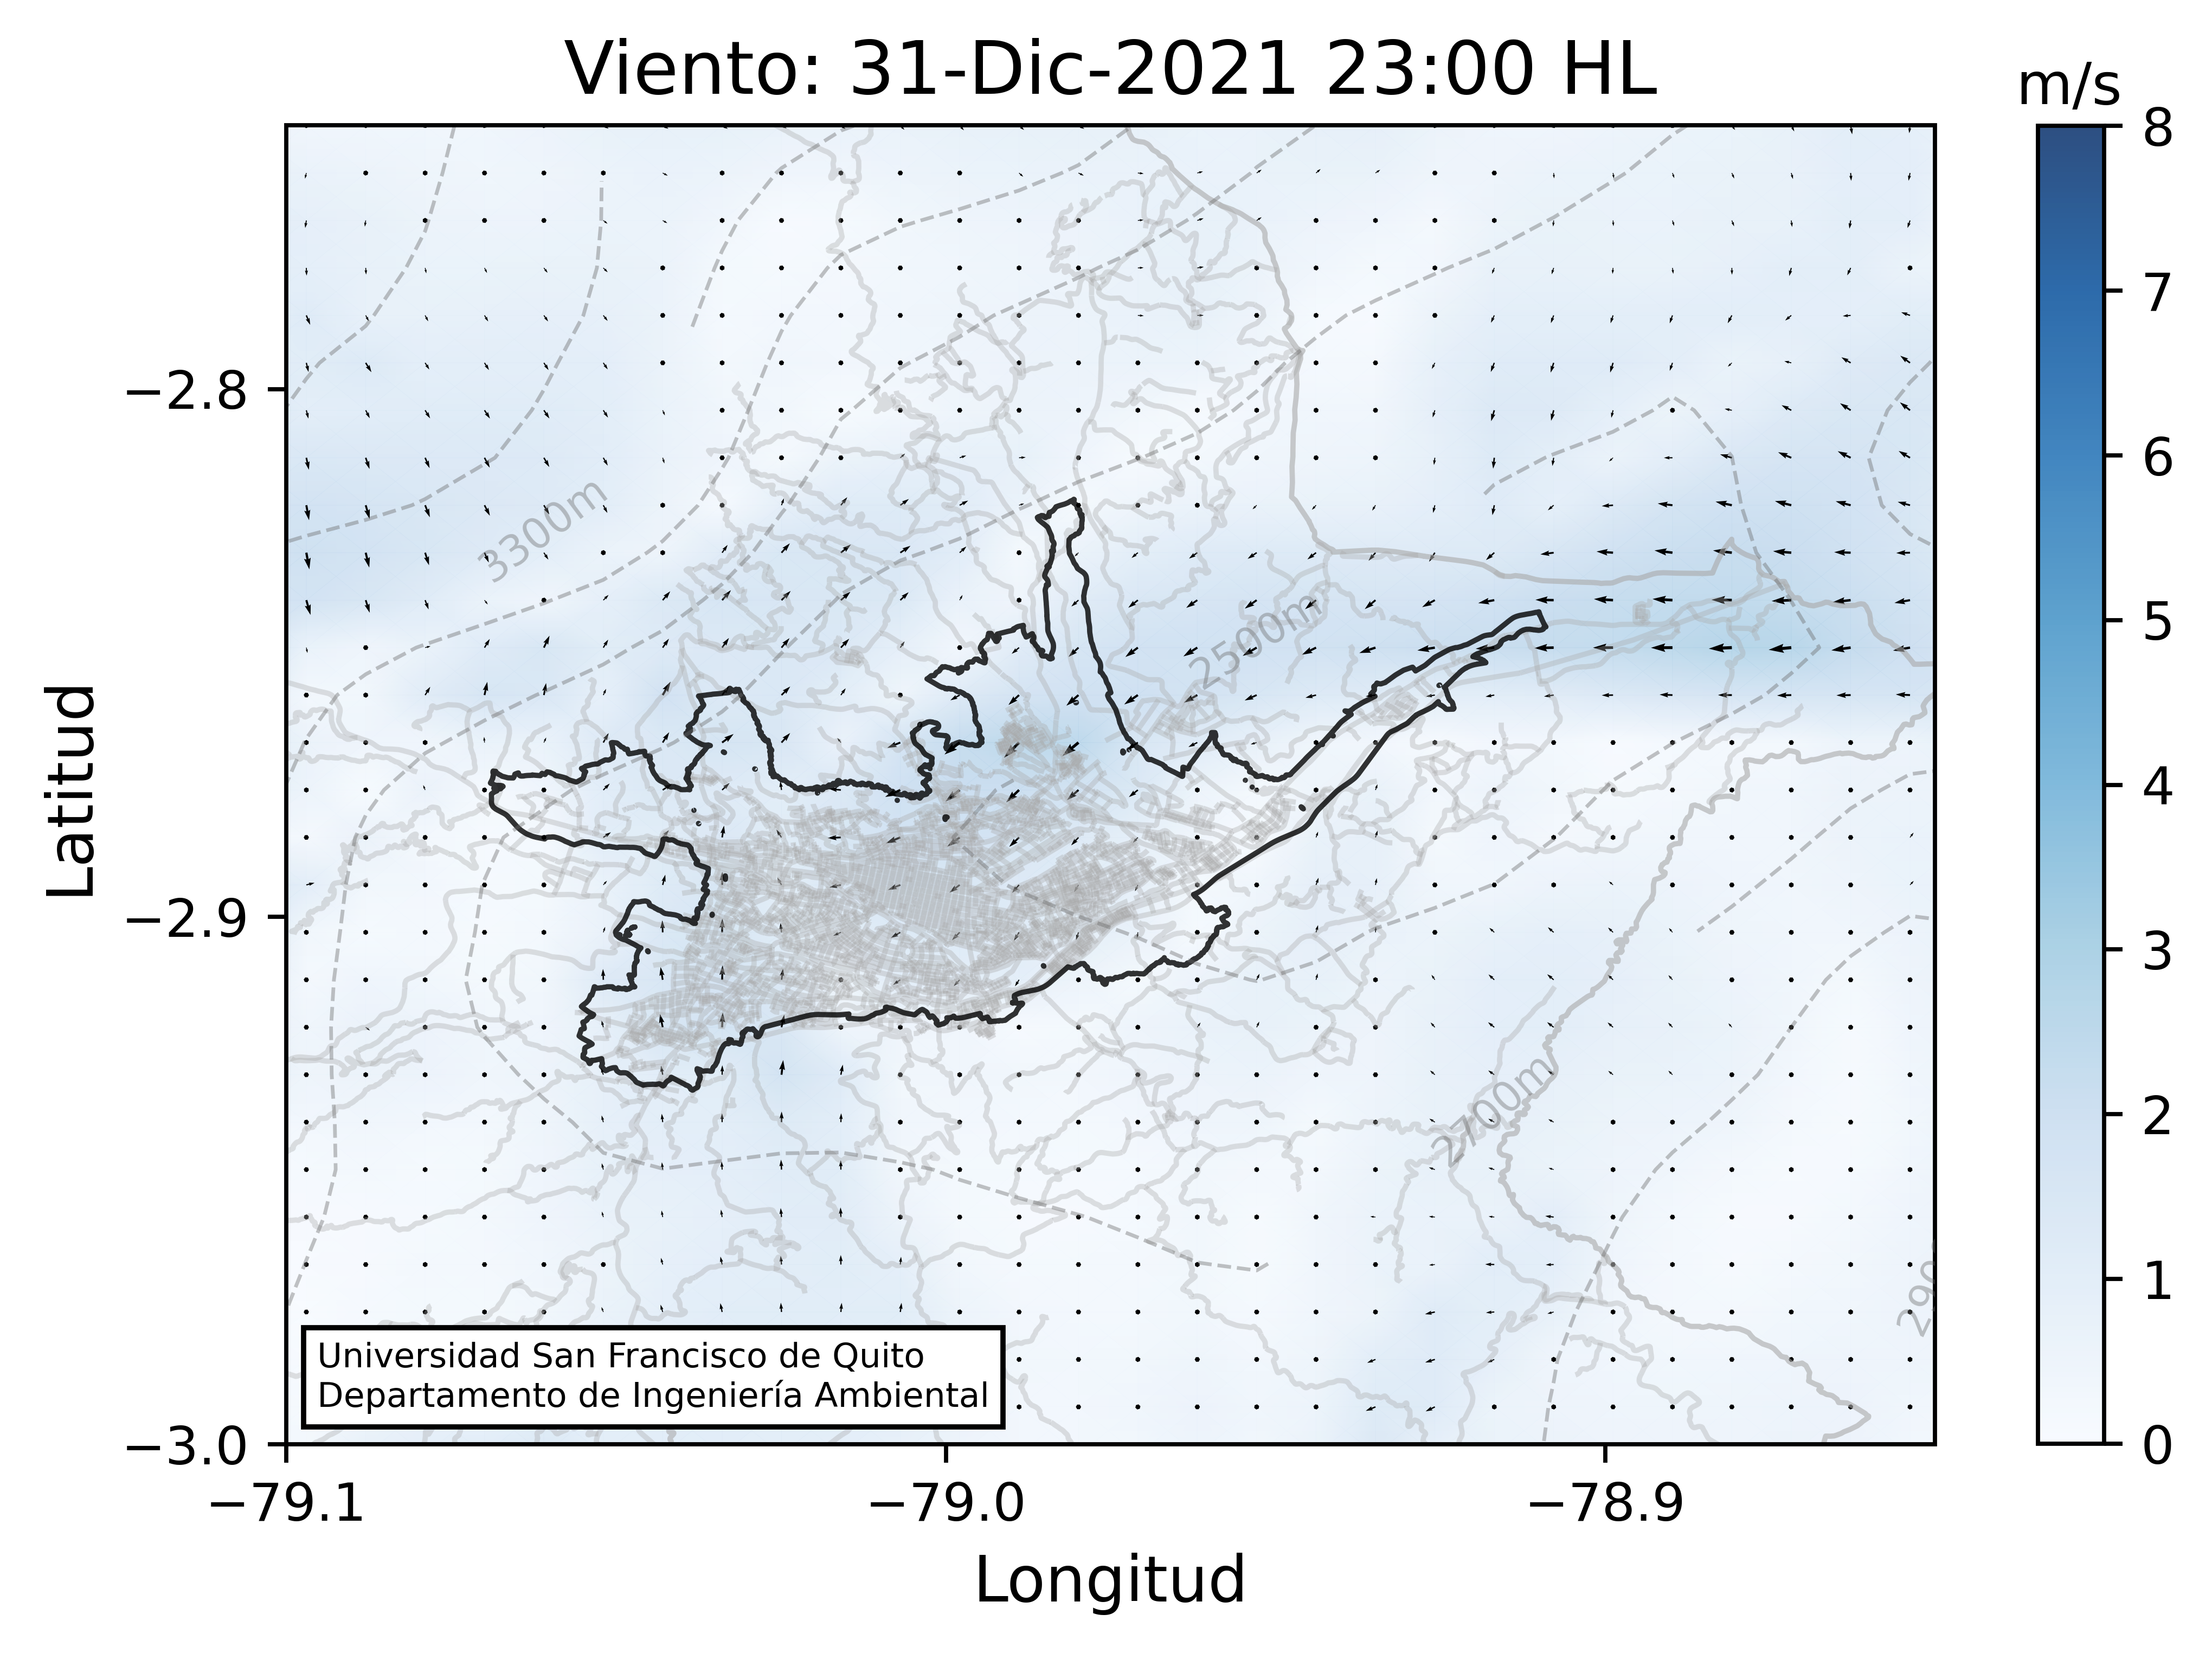 Viento: 31-Dic-2021 23:00 HL
m/s
8
7
6
5
4
3
2
1
0
Latitud
−2.8
−2.9
−3.0
3300m
2500m
2700m
Universidad San Francisco de Quito
Departamento de Ingeniería Ambiental
−79.1
−79.0
−78.9
Longitud